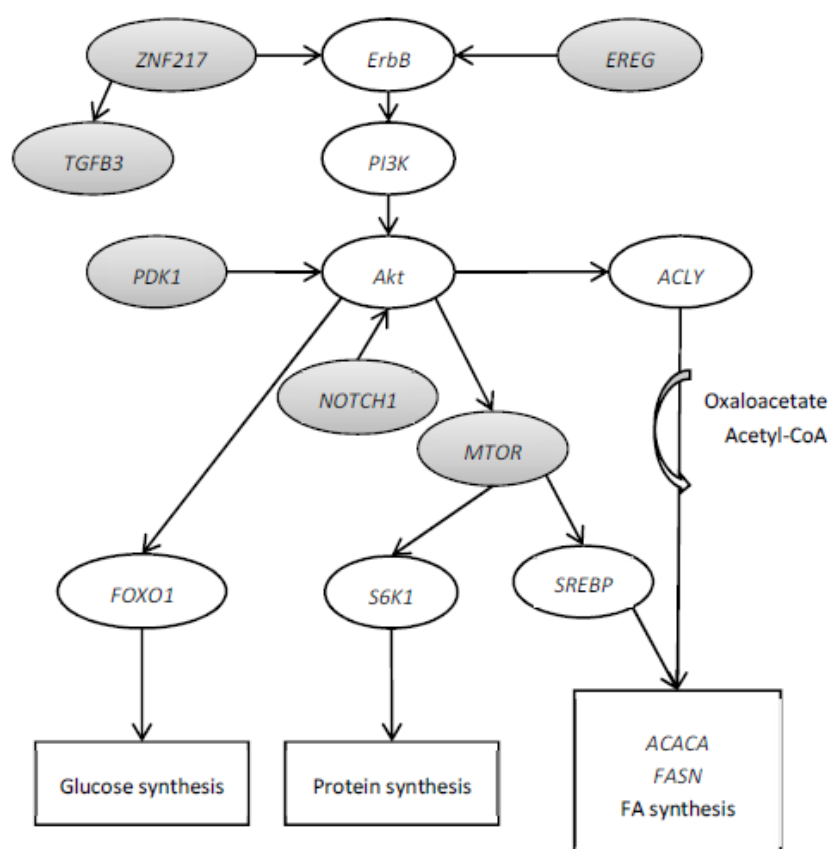 ZNF217
ErbB
EREG
TGFB3
PI3K
PDK1
Akt
ACLY
NOTCH1
Oxaloacetate
Acetyl-CoA
MTOR
FOXO1
S6K1
SREBP
Glucose synthesis
Protein synthesis
ACACA
FASN
FA synthesis